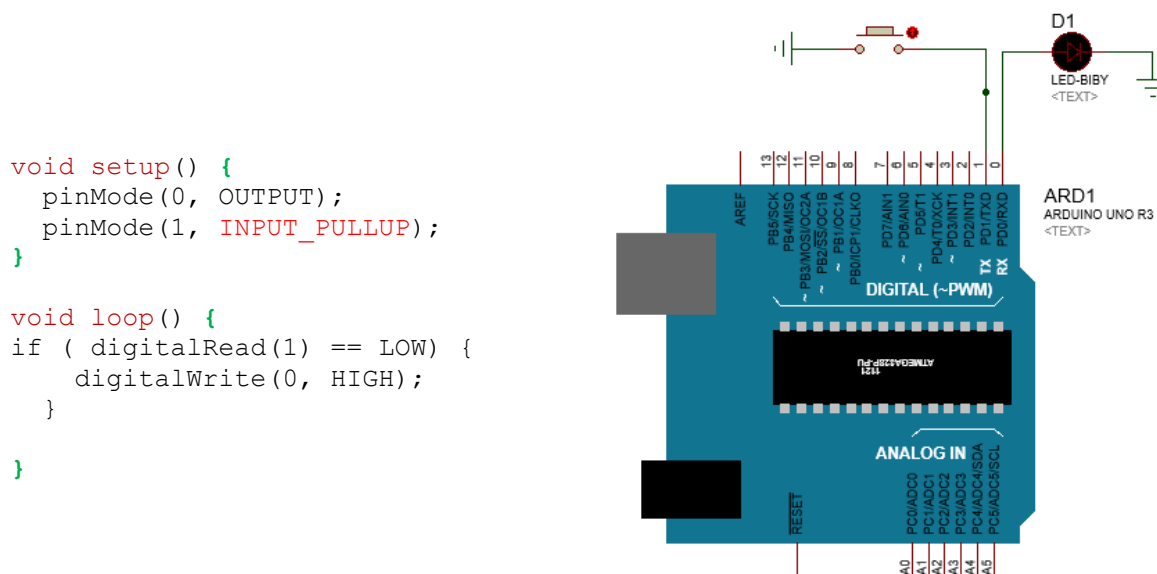 void setup() {
pinMode(0, OUTPUT);
pinMode(1, INPUT_PULLUP);
}
void loop() {
if ( digitalRead(1) == LOW) {
digitalWrite(0, HIGH);
}
}
D1
LED-BIBY
<TEXT>
13
12
11
10
9
8
7
6
5
4
3
2
1
0
AREF
PB5/SCK
PB4/MISO
~ PB3/MOSI/OC2A
~ PB2/SS/OC1B
~ PB1/OC1A
PB0/ICP1/CLKO
PD7/AIN1
~ PD6/AIN0
~ PD5/T1
PD4/T0/XCK
~ PD3/INT1
PD2/INT0
TX PD1/TXD
RX PD0/RXD
DIGITAL (~PWM)
ARD1
ARDUINO UNO R3
<TEXT>
ATMEGA328P-PU
1121
ANALOG IN
RESET
PC0/ADC0
PC1/ADC1
PC2/ADC2
PC3/ADC3
PC4/ADC4/SDA
PC5/ADC5/SCL
A0
A1
A2
A3
A4
A5